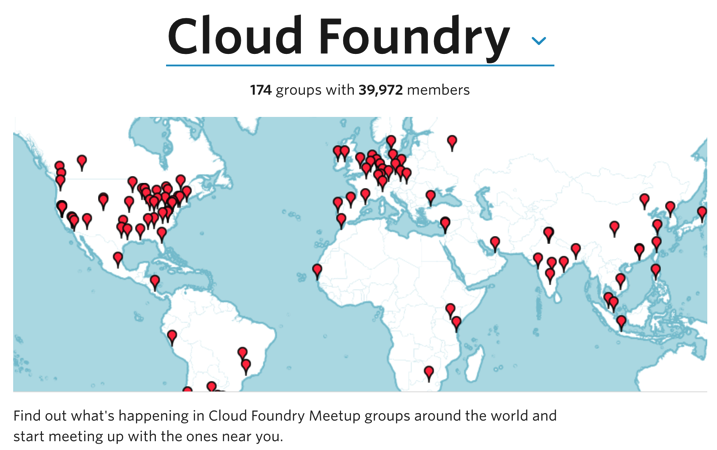 Cloud Foundry
174 groups with 39,972 members
Find out what's happening in Cloud Foundry Meetup groups around the world and
start meeting up with the ones near you.